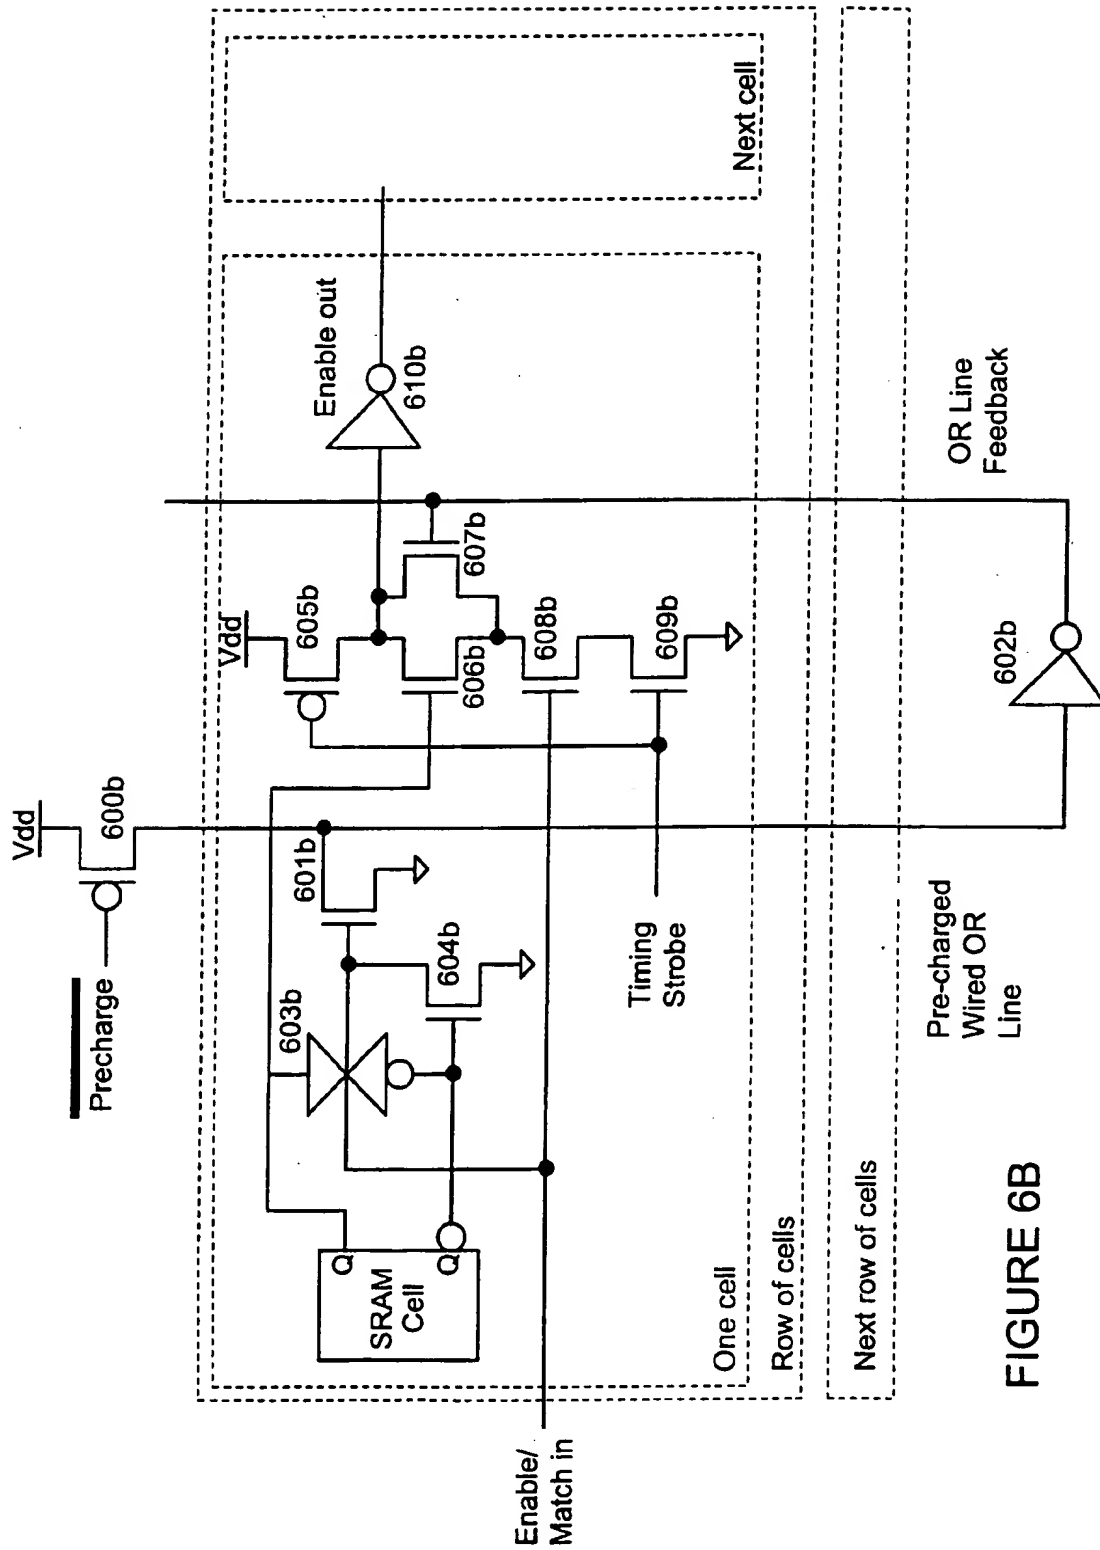 Vdd
Precharge
600b
Vdd
605b
Enable out
610b
Next cell
603b
601b
604b
606b
607b
608b
609b
SRAM
Cell
Q
Q
Enable/
Match in
Timing
Strobe
One cell
Row of cells
Next row of cells
Pre-charged
Wired OR
Line
602b
OR Line
Feedback
FIGURE 6B